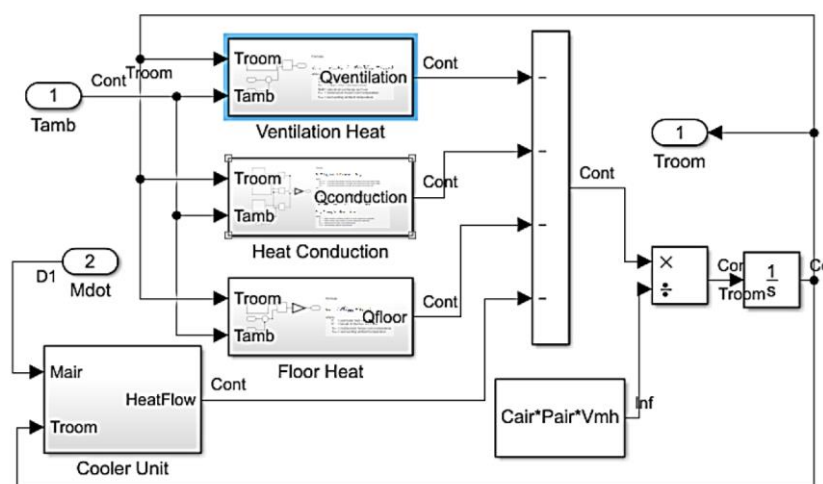 Troom
Qventilation
Cont
Cont
Troom
Tamb
1
Tamb
Ventilation Heat
1
Troom
Troom
Qconduction
Cont
Tamb
Cont
Heat Conduction
2
Mdot
D1
Troom
Qfloor
Cont
Tamb
Floor Heat
×
÷
Troom
1
s
Mair
HeatFlow
Cont
Troom
Cooler Unit
Cair*Pair*Vmh
Inf